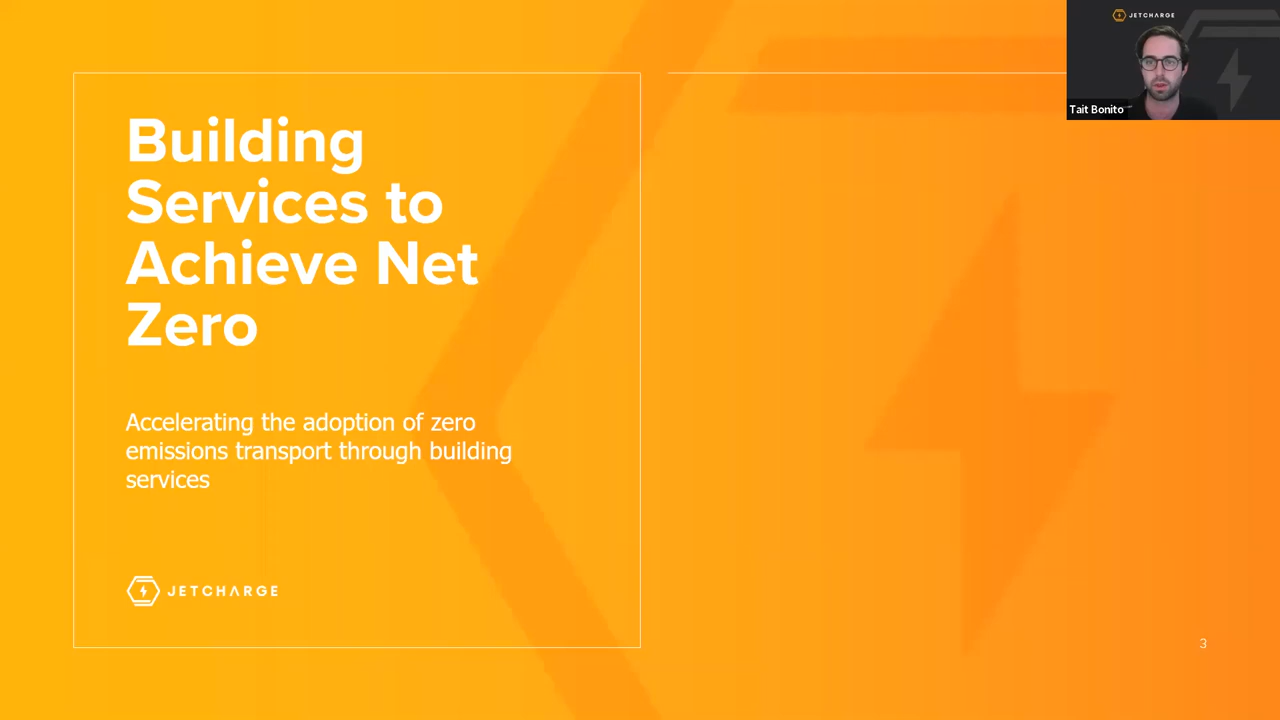 JETCHARGE
Tait Bonito
Building
Services to
Achieve Net
Zero
Accelerating the adoption of zero
emissions transport through building
services
JETCHARGE
3